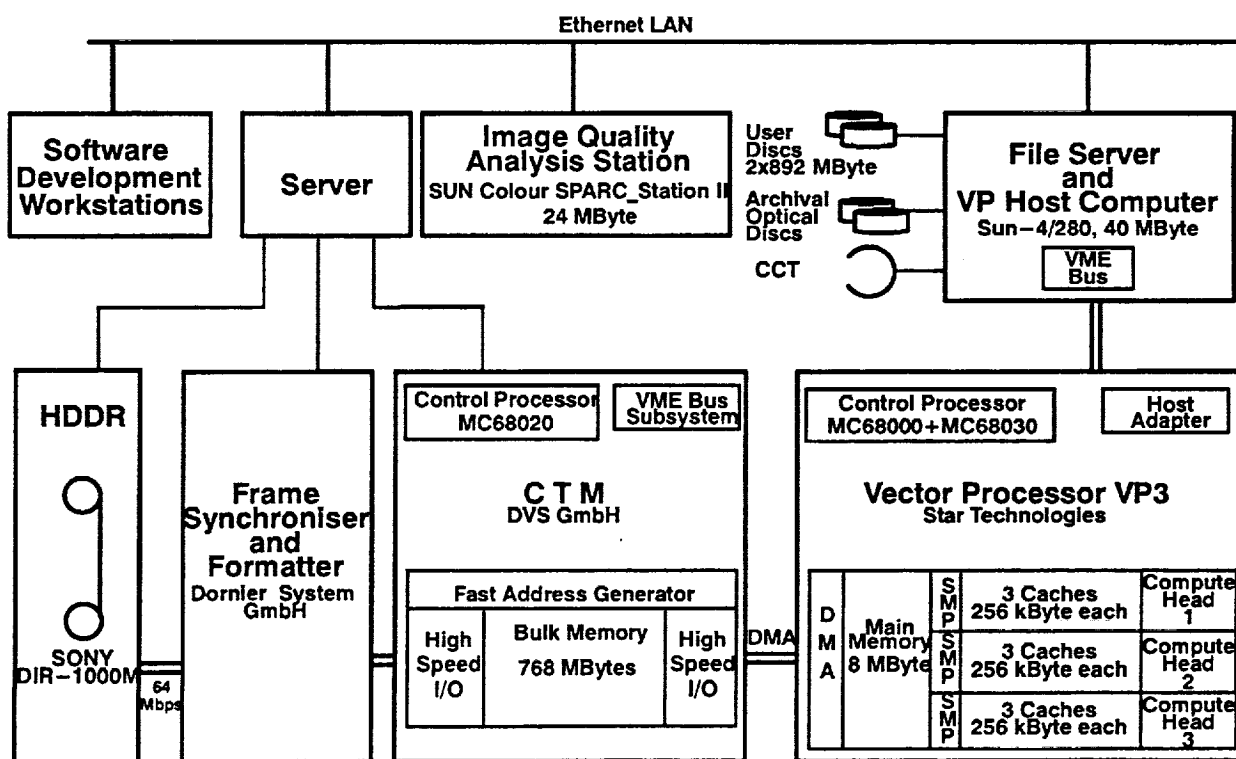 Ethernet LAN
Software
Development
Workstations
Server
Image Quality
Analysis Station
SUN Colour SPARC_Station II
24 MByte
User
Discs
2x892 MByte
Archival
Optical
Discs
CCT
File Server
and
VP Host Computer
Sun-4/280, 40 MByte
VME
Bus
HDDR
SONY
DIR-1000M
64
Mbps
Frame
Synchroniser
and
Formatter
Dornier System
GmbH
Control Processor
MC68020
VME Bus
Subsystem
C T M
DVS GmbH
Fast Address Generator
High
Speed
I/O
Bulk Memory
768 MBytes
High
Speed
I/O
DMA
Control Processor
MC68000+MC68030
Host
Adapter
Vector Processor VP3
Star Technologies
D
M
A
Main
Memory
8 MByte
S
M
P
3 Caches
256 kByte each
Compute
Head
1
S
M
P
3 Caches
256 kByte each
Compute
Head
2
S
M
P
3 Caches
256 kByte each
Compute
Head
3